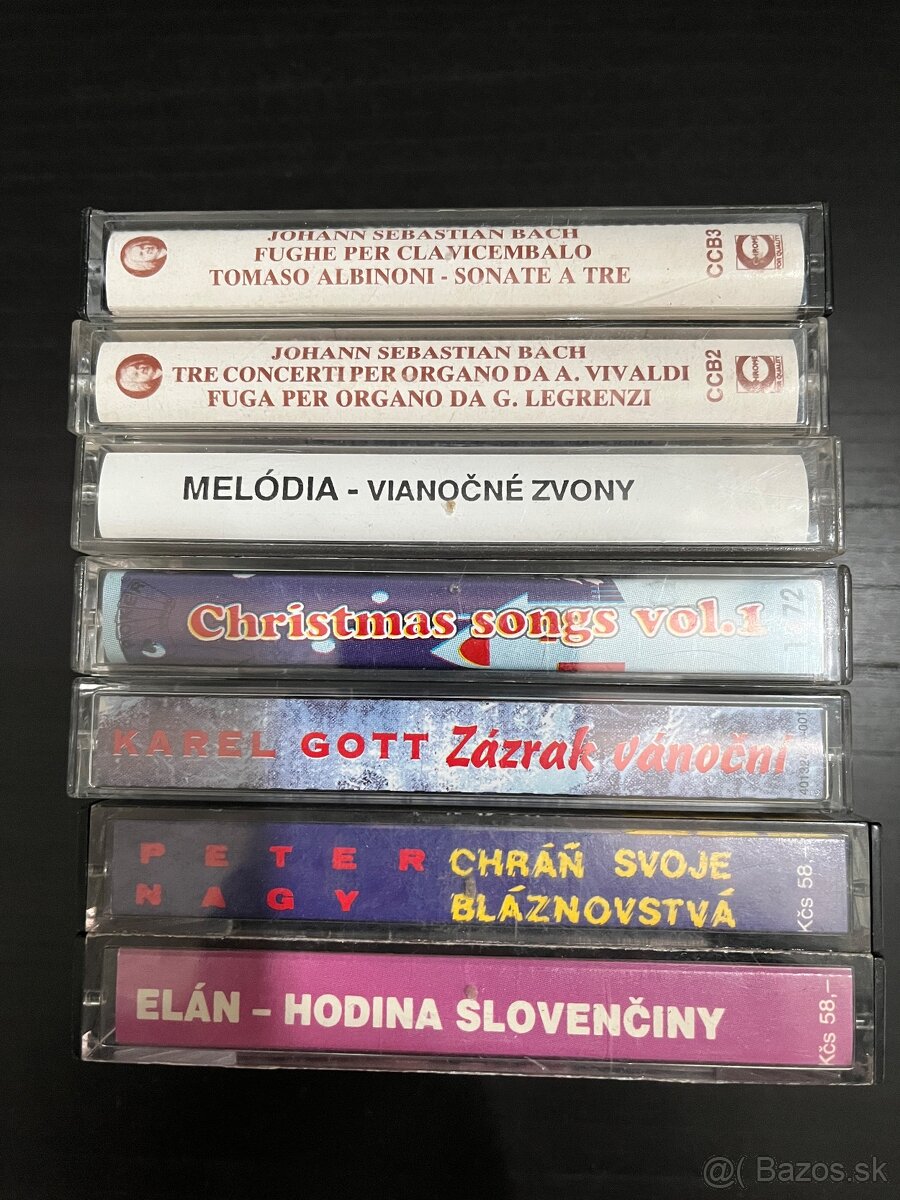 JOHANN SEBASTIAN BACH
FUGHE PER CLAVICEMBALO
TOMASO ALBINONI - SONATE A TRE
CCB3
CHROME
JOHANN SEBASTIAN BACH
TRE CONCERTI PER ORGANO DA A. VIVALDI
FUGA PER ORGANO DA G. LEGRENZI
CCB2
CHROME
MELÓDIA - VIANOČNÉ ZVONY
Christmas songs vol.1
KAREL GOTT Zázrak vánoční
PETER
NAGY
CHRÁŇ SVOJE
BLÁZNOVSTVÁ
Kčs 58,-
ELÁN - HODINA SLOVENČINY
Kčs 58,-
@( Bazos.sk